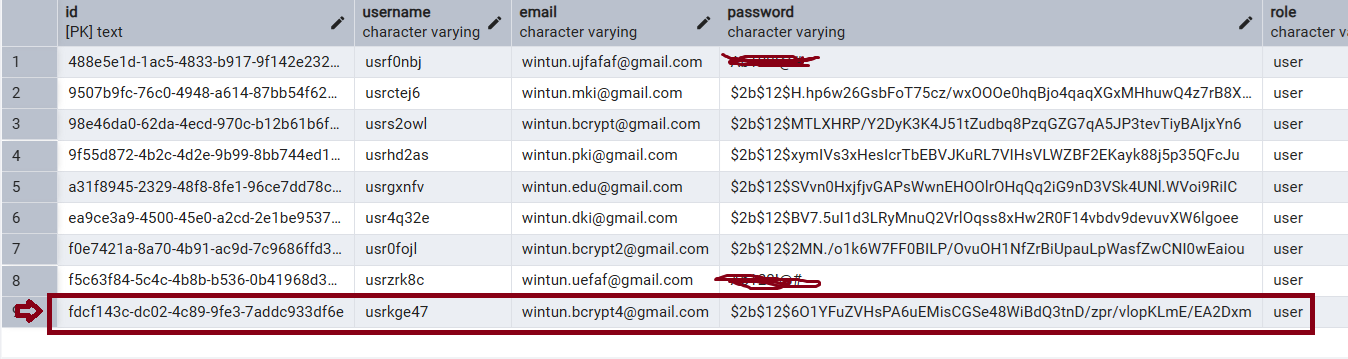 id username email password role
[PK] text character varying character varying character varying character va
1 488e5e1d-1ac5-4833-b917-9f142e232... usrf0nbj wintun.ujfafaf@gmail.com user
2 9507b9fc-76c0-4948-a614-87bb54f62... usrctej6 wintun.mki@gmail.com $2b$12$H.hp6w26GsbFoT75cz/wxOOOe0hqBjo4qaqXGxMHhuwQ4z7rB8X... user
3 98e46da0-62da-4ecd-970c-b12b61b6f... usrs2owl wintun.bcrypt@gmail.com $2b$12$MTLXHRP/Y2DyK3K4J51tZudbq8PzqGZG7qA5JP3tevTiyBAIjxYn6 user
4 9f55d872-4b2c-4d2e-9b99-8bb744ed1... usrhd2as wintun.pki@gmail.com $2b$12$xymIVs3xHesIcrTbEBVJKuRL7VIHsVLWZBF2EKayk88j5p35QFcJu user
5 a31f8945-2329-48f8-8fe1-96ce7dd78c... usrgxnfv wintun.edu@gmail.com $2b$12$SVvn0HxjfjvGAPsWwnEHOOlrOHqQq2iG9nD3VSk4UNl.WVoi9RiIC user
6 ea9ce3a9-4500-45e0-a2cd-2e1be9537... usr4q32e wintun.dki@gmail.com $2b$12$BV7.5uI1d3LRyMnuQ2VrlOqss8xHw2R0F14vbdv9devuvXW6lgoee user
7 f0e7421a-8a70-4b91-ac9d-7c9686ffd3... usr0fojl wintun.bcrypt2@gmail.com $2b$12$2MN./o1k6W7FF0BILP/OvuOH1NfZrBiUpauLpWasfZwCNI0wEaiou user
8 f5c63f84-5c4c-4b8b-b536-0b41968d3... usrzrk8c wintun.uefaf@gmail.com user
fdcf143c-dc02-4c89-9fe3-7addc933df6e usrkge47 wintun.bcrypt4@gmail.com $2b$12$6O1YFuZVHsPA6uEMisCGSe48WiBdQ3tnD/zpr/vlopKLmE/EA2Dxm user